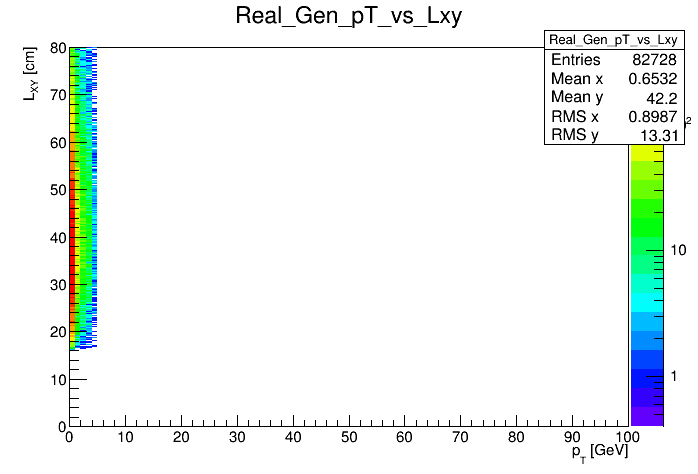 Real_Gen_pT_vs_Lxy
Real_Gen_pT_vs_Lxy
Entries 82728
Mean x 0.6532
Mean y 42.2
RMS x 0.8987
RMS y 13.31
L_XY [cm]
80
70
60
50
40
30
20
10
0
0 10 20 30 40 50 60 70 80 90 100
p_T [GeV]
10
1